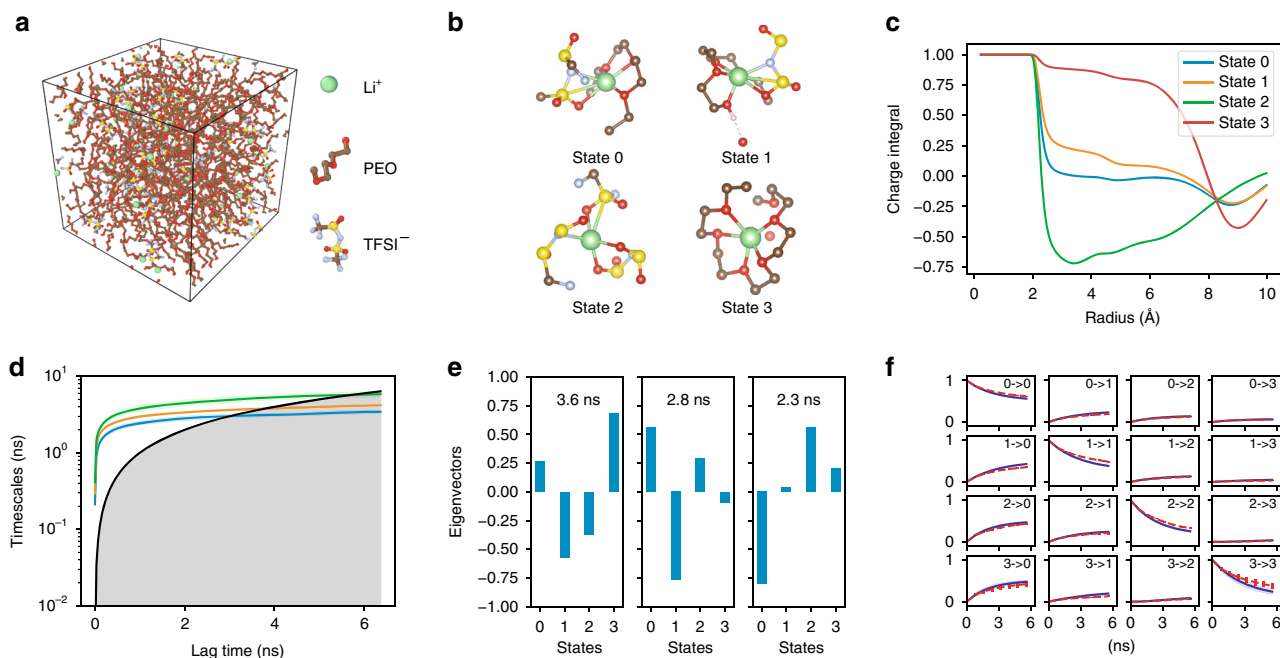 a
Li+
PEO
TFSI−
b
State 0
State 1
State 2
State 3
c
1.00
0.75
0.50
0.25
0.00
−0.25
−0.50
−0.75
Charge integral
0 2 4 6 8 10
Radius (Å)
State 0
State 1
State 2
State 3
d
10^1
10^0
10^−1
10^−2
Timescales (ns)
0 2 4 6
Lag time (ns)
e
1.00
0.75
0.50
0.25
0.00
−0.25
−0.50
−0.75
−1.00
Eigenvectors
3.6 ns 2.8 ns 2.3 ns
0 1 2 3 0 1 2 3 0 1 2 3
States States States
f
1 0->0 0->1 0->2 0->3
0
1 1->0 1->1 1->2 1->3
0
1 2->0 2->1 2->2 2->3
0
1 3->0 3->1 3->2 3->3
0
0 3 6 0 3 6 0 3 6 0 3 6
(ns)